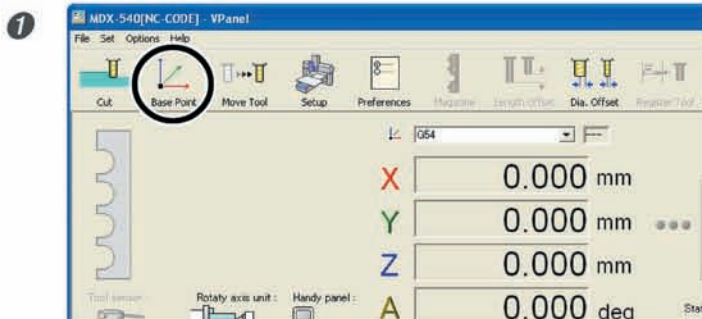 1
MDX-540[NC-CODE] - VPanel
File Set Options Help
Cut Base Point Move Tool Setup Preferences Magazine Length Offset Dia. Offset Register Tool
G54
X 0.000 mm
Y 0.000 mm
Z 0.000 mm
Tool sensor: Rotaty axis unit : Handy panel :
A 0.000 deg